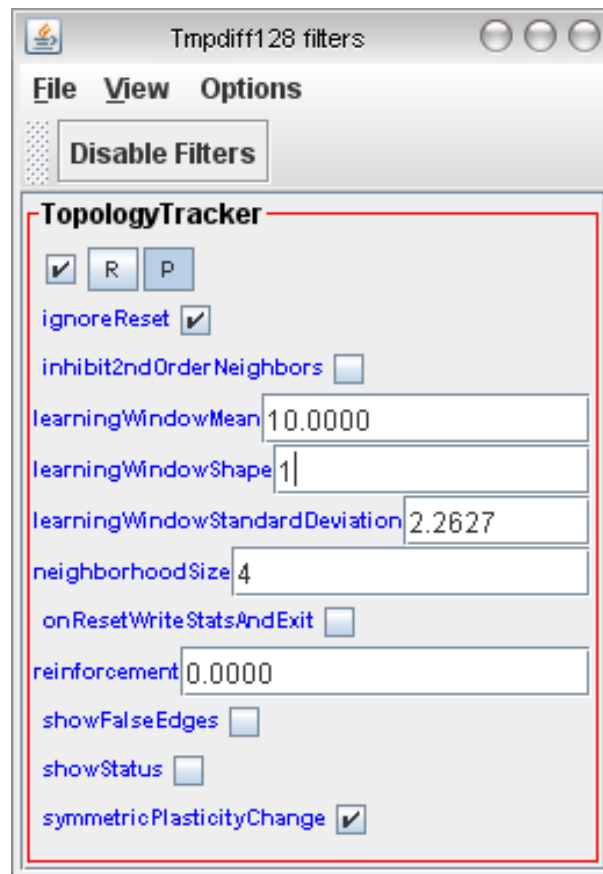 Tmpdiff128 filters
File View Options
Disable Filters
TopologyTracker
R P
ignoreReset
inhibit2ndOrderNeighbors
learningWindowMean 10.0000
learningWindowShape 1
learningWindowStandardDeviation 2.2627
neighborhoodSize 4
onResetWriteStatsAndExit
reinforcement 0.0000
showFalseEdges
showStatus
symmetricPlasticityChange